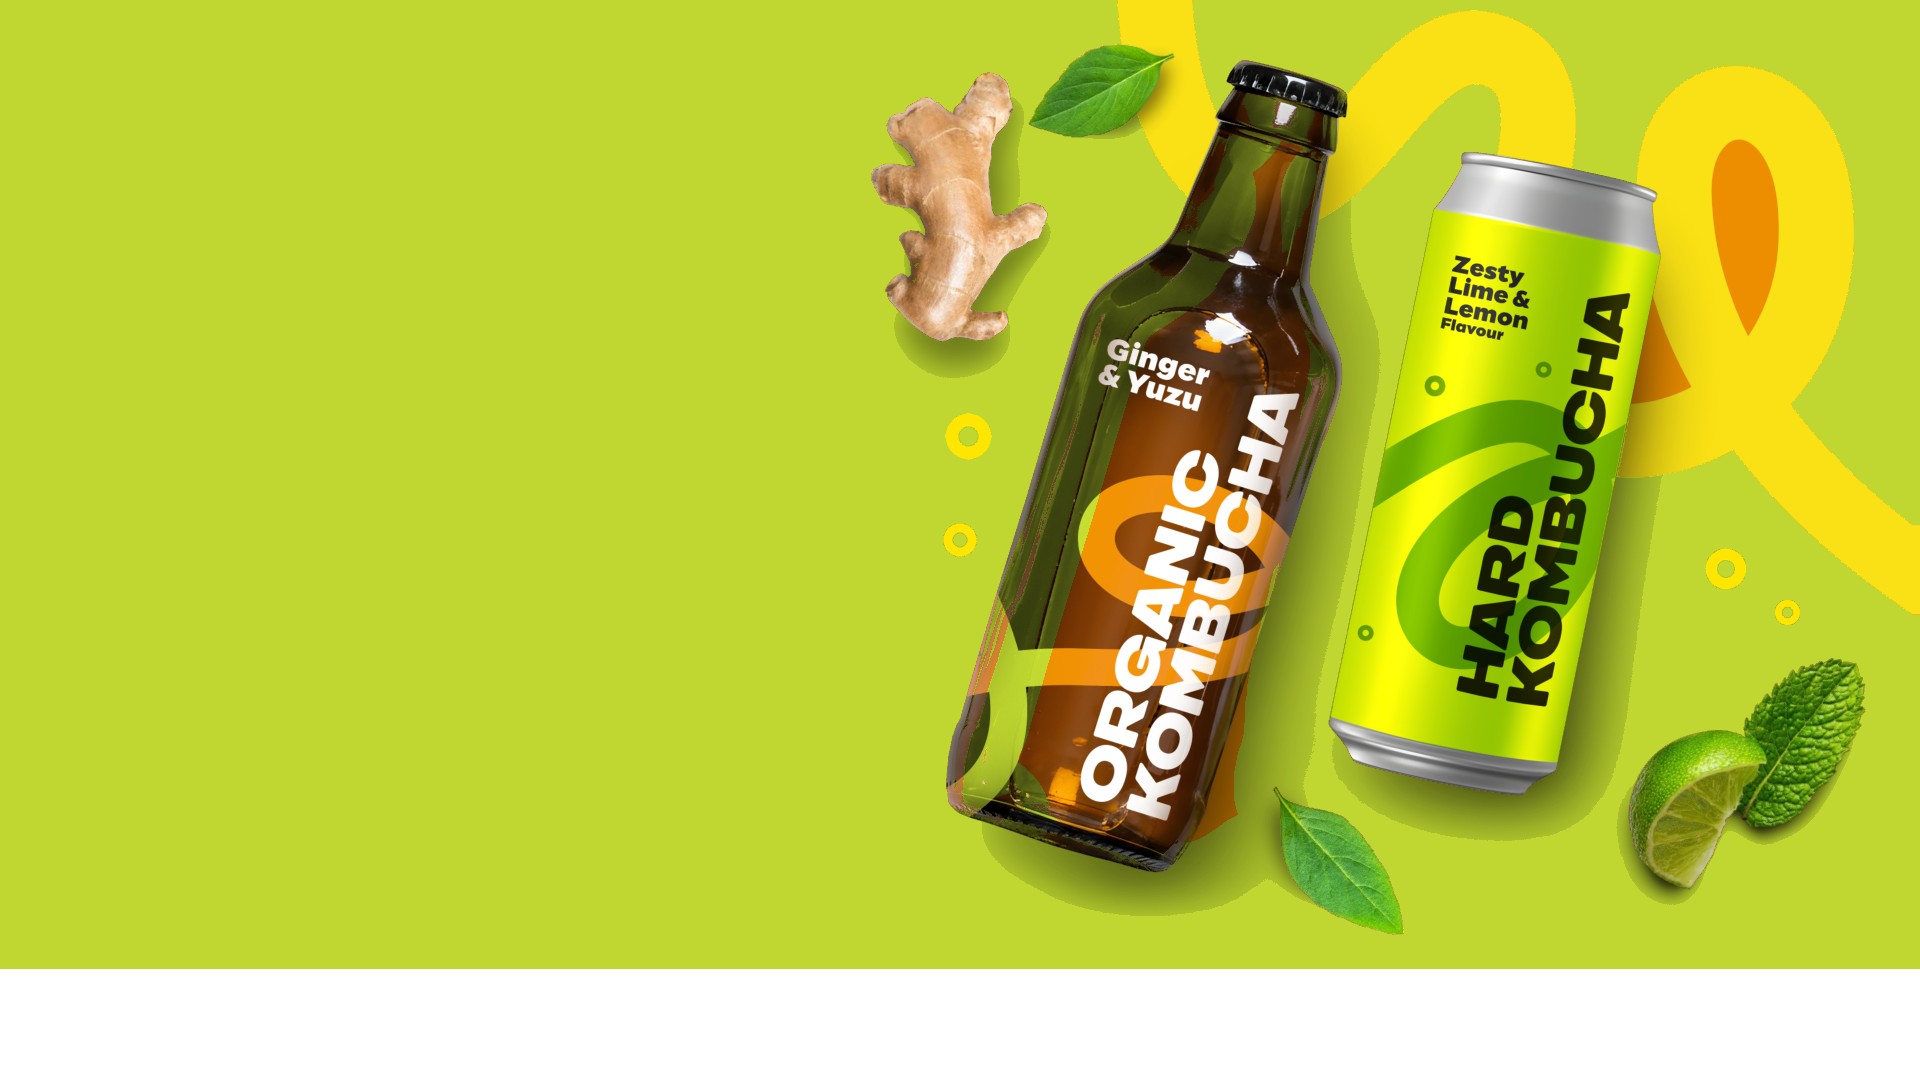 Ginger
& Yuzu
ORGANIC
KOMBUCHA
Zesty
Lime &
Lemon
Flavour
HARD
KOMBUCHA